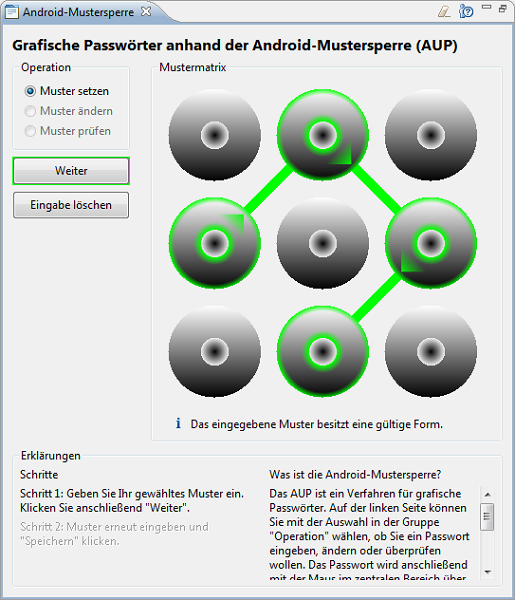 Android-Mustersperre
Grafische Passwörter anhand der Android-Mustersperre (AUP)
Operation
Muster setzen
Muster ändern
Muster prüfen
Weiter
Eingabe löschen
Mustermatrix
Das eingegebene Muster besitzt eine gültige Form.
Erklärungen
Schritte
Schritt 1: Geben Sie Ihr gewähltes Muster ein.
Klicken Sie anschließend "Weiter".
Schritt 2: Muster erneut eingeben und
"Speichern" klicken.
Was ist die Android-Mustersperre?
Das AUP ist ein Verfahren für grafische
Passwörter. Auf der linken Seite können
Sie mit der Auswahl in der Gruppe
"Operation" wählen, ob Sie ein Passwort
eingeben, ändern oder überprüfen
wollen. Das Passwort wird anschließend
mit der Maus im zentralen Bereich über